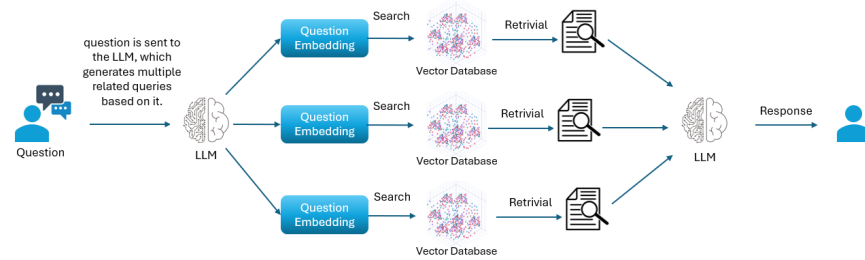 question is sent to
the LLM, which
generates multiple
related queries
based on it.
Question
LLM
Question
Embedding
Search
Vector Database
Retrivial
Question
Embedding
Search
Vector Database
Retrivial
Question
Embedding
Search
Vector Database
Retrivial
LLM
Response